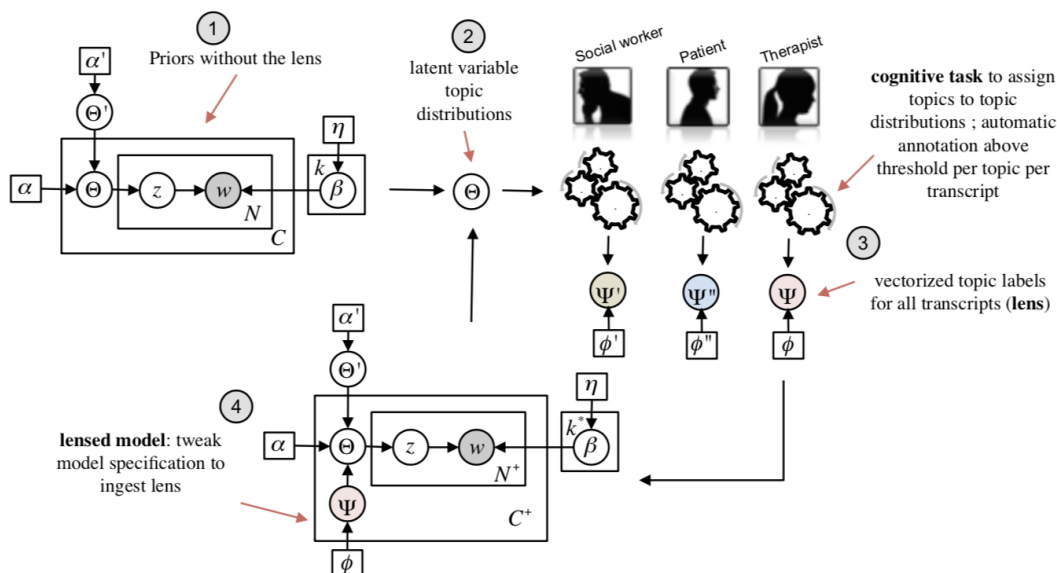 1
Priors without the lens
α'
Θ'
η
k
α
Θ
z
w
β
N
C
2
latent variable
topic
distributions
Θ
Social worker
Patient
Therapist
cognitive task to assign
topics to topic
distributions ; automatic
annotation above
threshold per topic per
transcript
3
Ψ'
Ψ"
Ψ
vectorized topic labels
for all transcripts (lens)
ϕ'
ϕ"
ϕ
4
lensed model: tweak
model specification to
ingest lens
α'
Θ'
η
k*
α
Θ
z
w
β
N+
Ψ
C+
ϕ